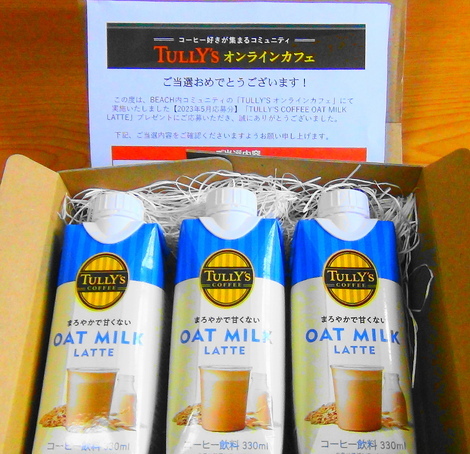 コーヒー好きが集まるコミュニティ
TULLY'S オンラインカフェ
ご当選おめでとうございます！
この度は、BEACH内コミュニティの「TULLY'S オンラインカフェ」にて
実施いたしました【2023年5月応募分】「TULLY'S COFFEE OAT MILK
LATTE」プレゼントにご応募いただき、誠にありがとうございました。
下記、ご当選内容をご確認くださいますようお願い申し上げます。
ご当選内容
TULLY'S
COFFEE
まろやかで甘くない
OAT MILK
LATTE
コーヒー飲料 330ml
TULLY'S
COFFEE
まろやかで甘くない
OAT MILK
LATTE
コーヒー飲料 330ml
TULLY'S
COFFEE
まろやかで甘くない
OAT MILK
LATTE
コーヒー飲料 330ml